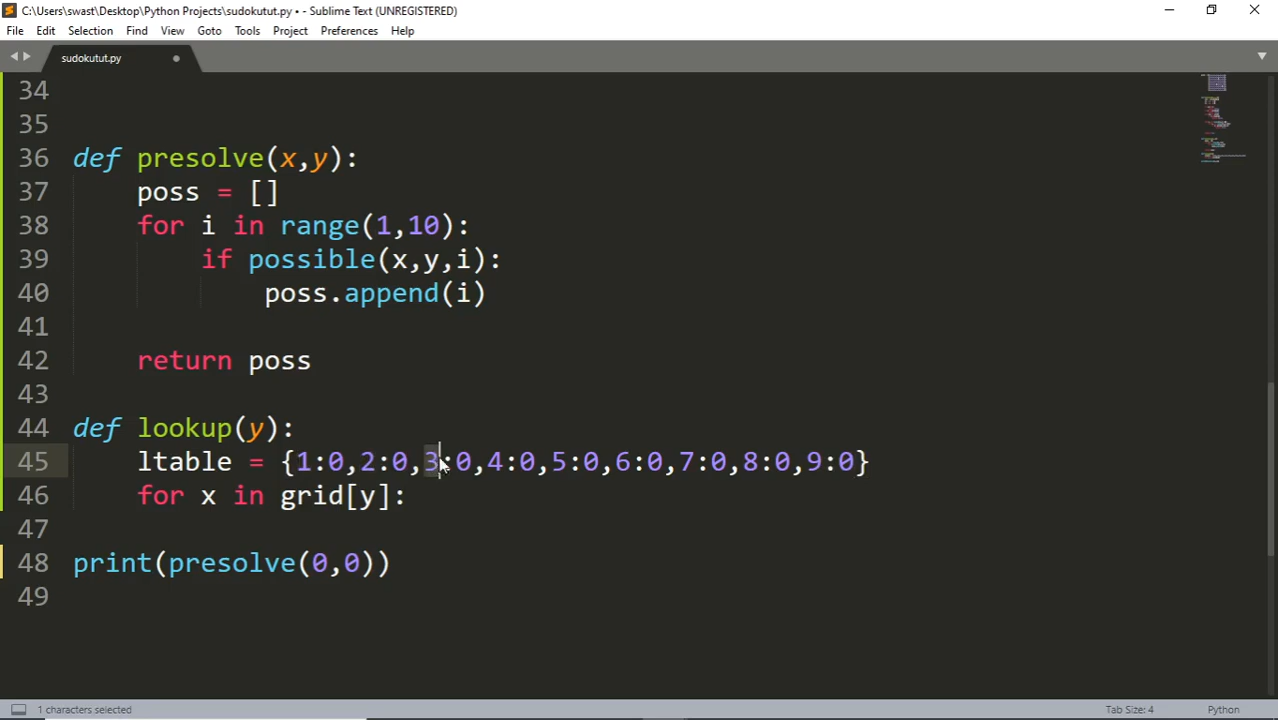 C:\Users\swast\Desktop\Python Projects\sudokutut.py • - Sublime Text (UNREGISTERED)
File Edit Selection Find View Goto Tools Project Preferences Help
sudokutut.py
34
35
36 def presolve(x,y):
37 poss = []
38 for i in range(1,10):
39 if possible(x,y,i):
40 poss.append(i)
41
42 return poss
43
44 def lookup(y):
45 ltable = {1:0,2:0,3:0,4:0,5:0,6:0,7:0,8:0,9:0}
46 for x in grid[y]:
47
48 print(presolve(0,0))
49
1 characters selected Tab Size: 4 Python